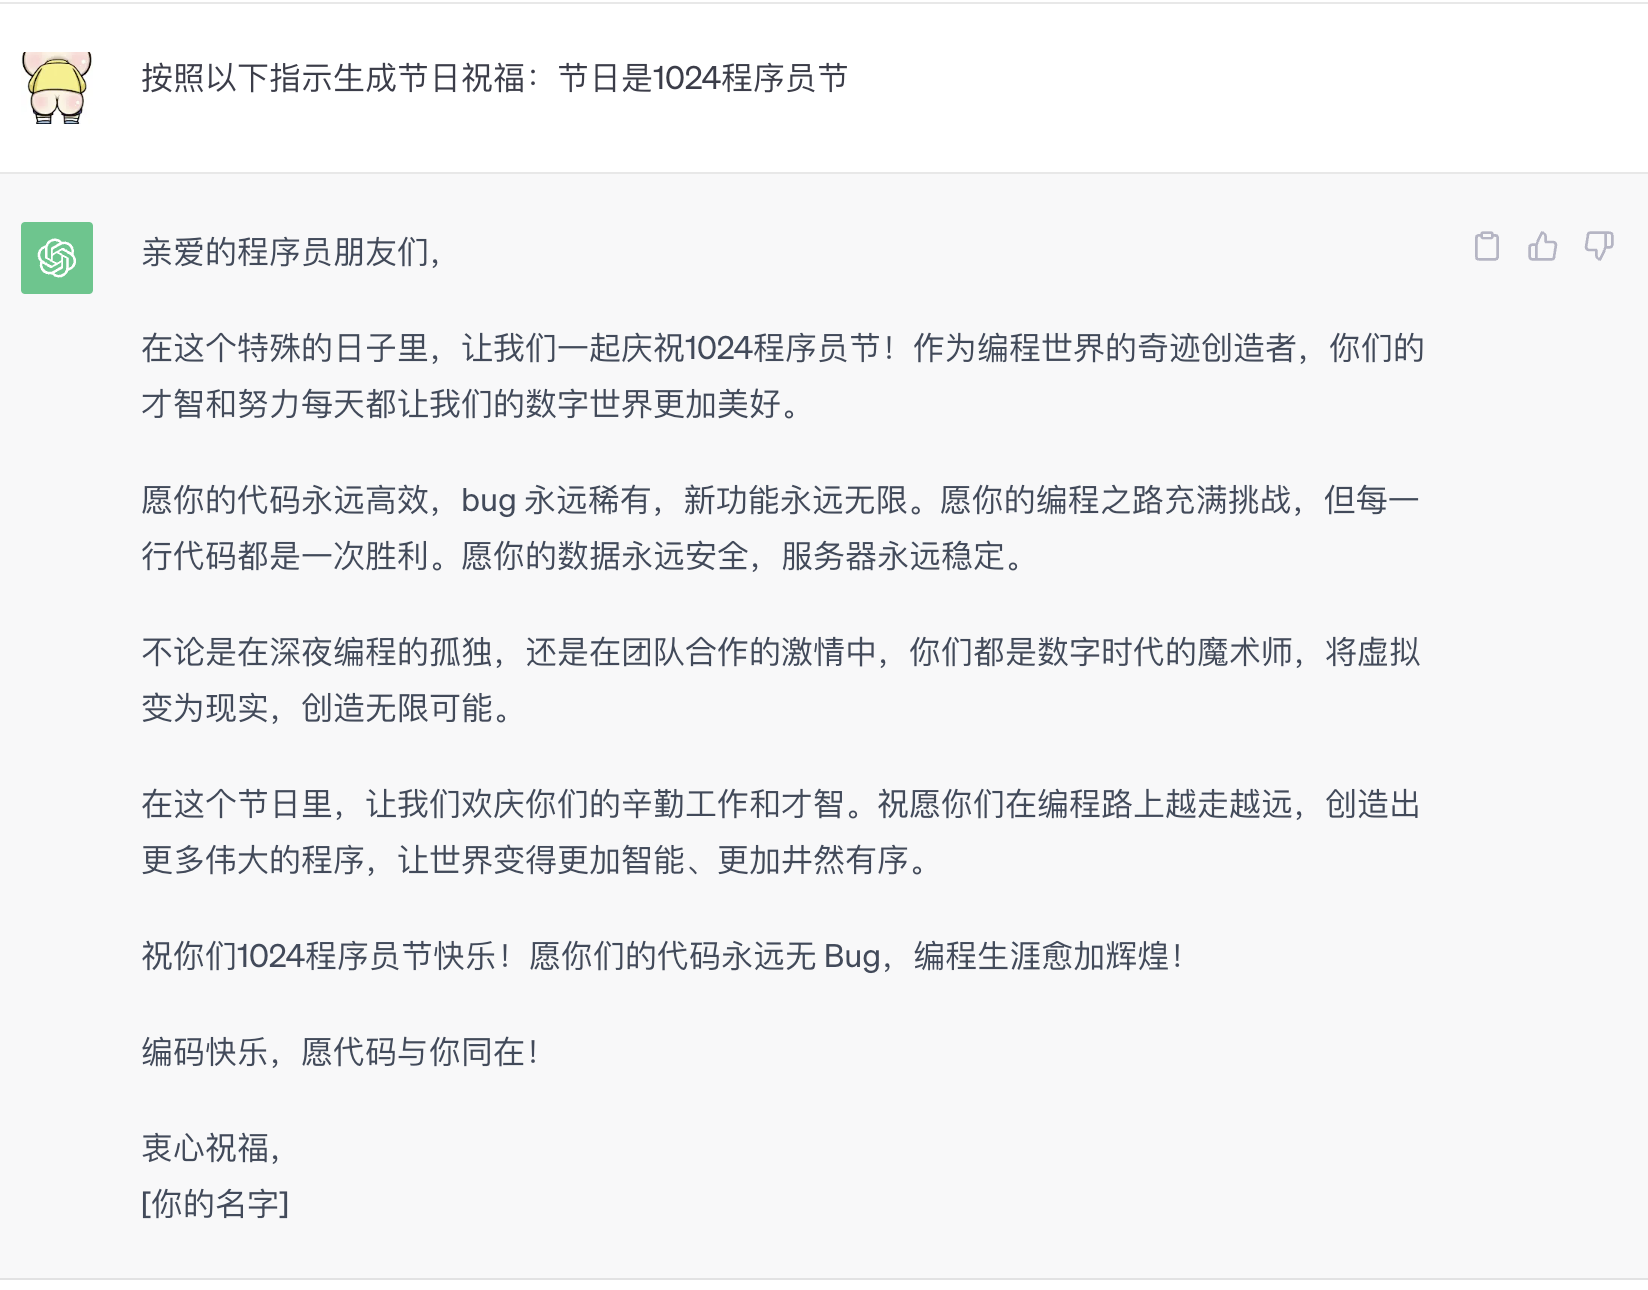 按照以下指示生成节日祝福：节日是1024程序员节
亲爱的程序员朋友们，
在这个特殊的日子里，让我们一起庆祝1024程序员节！作为编程世界的奇迹创造者，你们的
才智和努力每天都让我们的数字世界更加美好。
愿你的代码永远高效，bug 永远稀有，新功能永远无限。愿你的编程之路充满挑战，但每一
行代码都是一次胜利。愿你的数据永远安全，服务器永远稳定。
不论是在深夜编程的孤独，还是在团队合作的激情中，你们都是数字时代的魔术师，将虚拟
变为现实，创造无限可能。
在这个节日里，让我们欢庆你们的辛勤工作和才智。祝愿你们在编程路上越走越远，创造出
更多伟大的程序，让世界变得更加智能、更加井然有序。
祝你们1024程序员节快乐！愿你们的代码永远无 Bug，编程生涯愈加辉煌！
编码快乐，愿代码与你同在！
衷心祝福，
[你的名字]